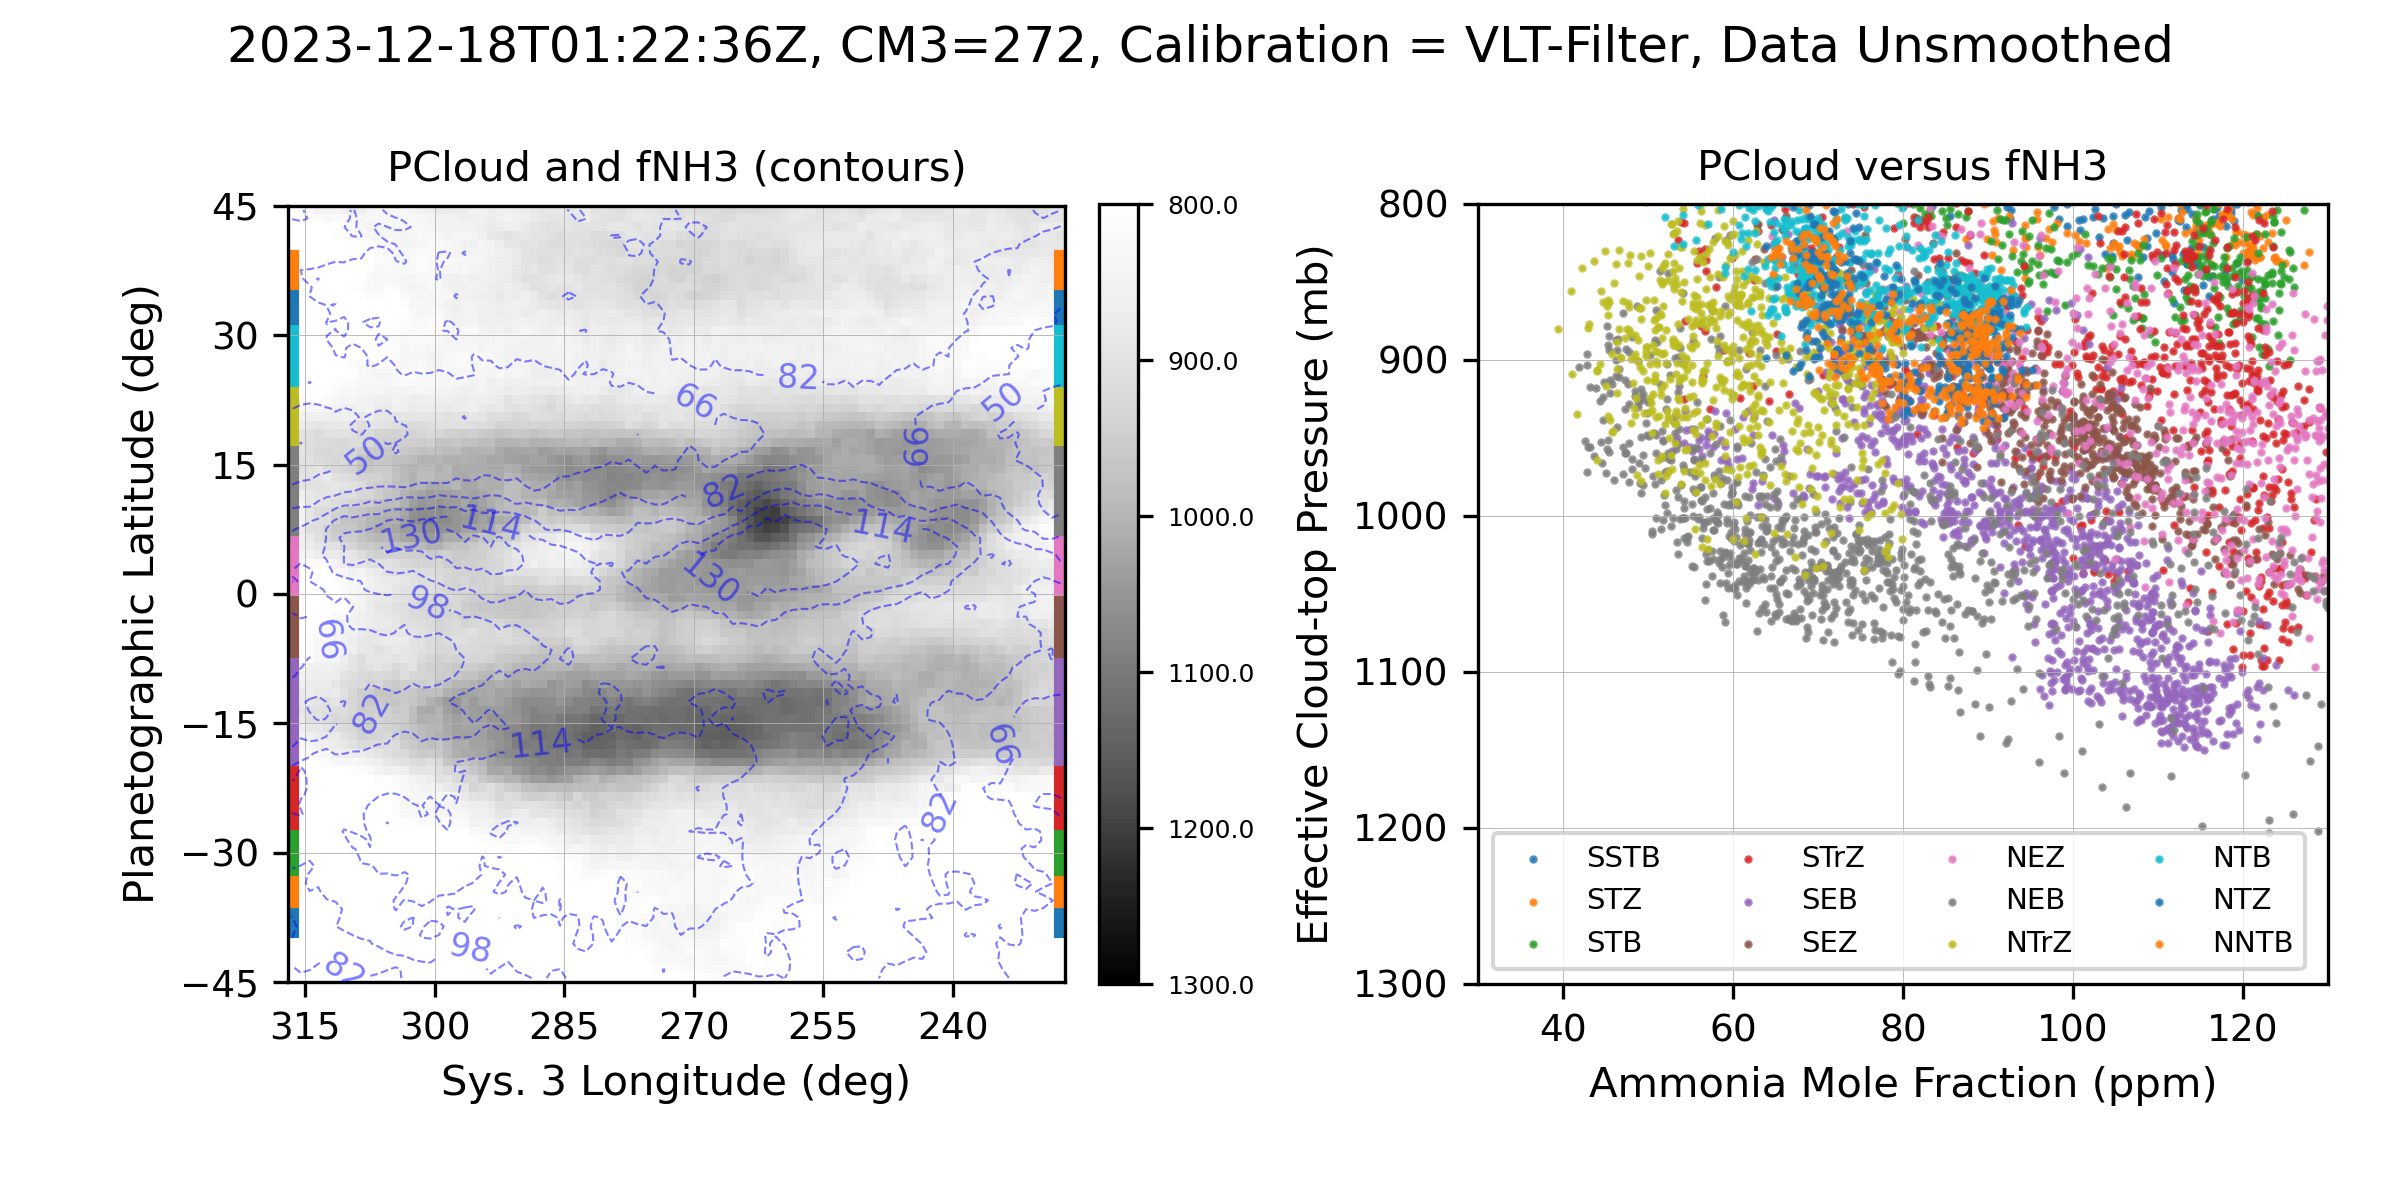 2023-12-18T01:22:36Z, CM3=272, Calibration = VLT-Filter, Data Unsmoothed
PCloud and fNH3 (contours)
Planetographic Latitude (deg)
45
30
15
0
−15
−30
−45
82
66
50
50
66
82
130
114
114
130
98
66
82
114
66
82
98
82
315
300
285
270
255
240
Sys. 3 Longitude (deg)
800.0
900.0
1000.0
1100.0
1200.0
1300.0
PCloud versus fNH3
Effective Cloud-top Pressure (mb)
800
900
1000
1100
1200
1300
SSTB
STZ
STB
STrZ
SEB
SEZ
NEZ
NEB
NTrZ
NTB
NTZ
NNTB
40
60
80
100
120
Ammonia Mole Fraction (ppm)